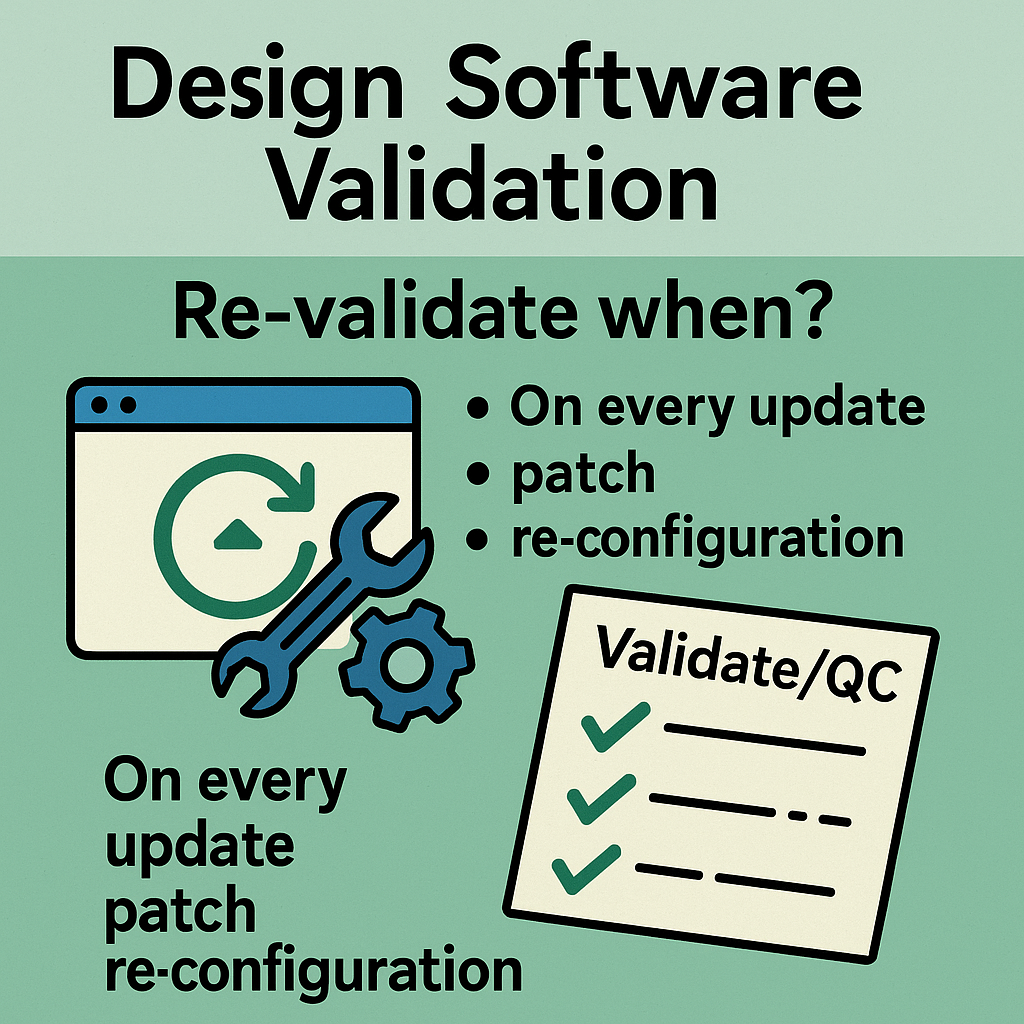 Design Software
Validation
Re-validate when?
• On every update
• patch
• re-configuration
Validate/QC
On every
update
patch
re-configuration